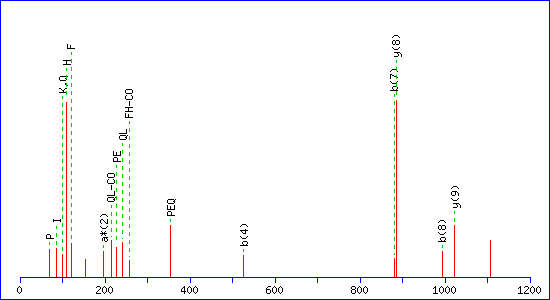 P
I
K,Q
H
F
a*(2)
QL-CO
PE
QL
FH-CO
PEQ
b(4)
b(7)
y(8)
b(8)
y(9)
0
200
400
600
800
1000
1200